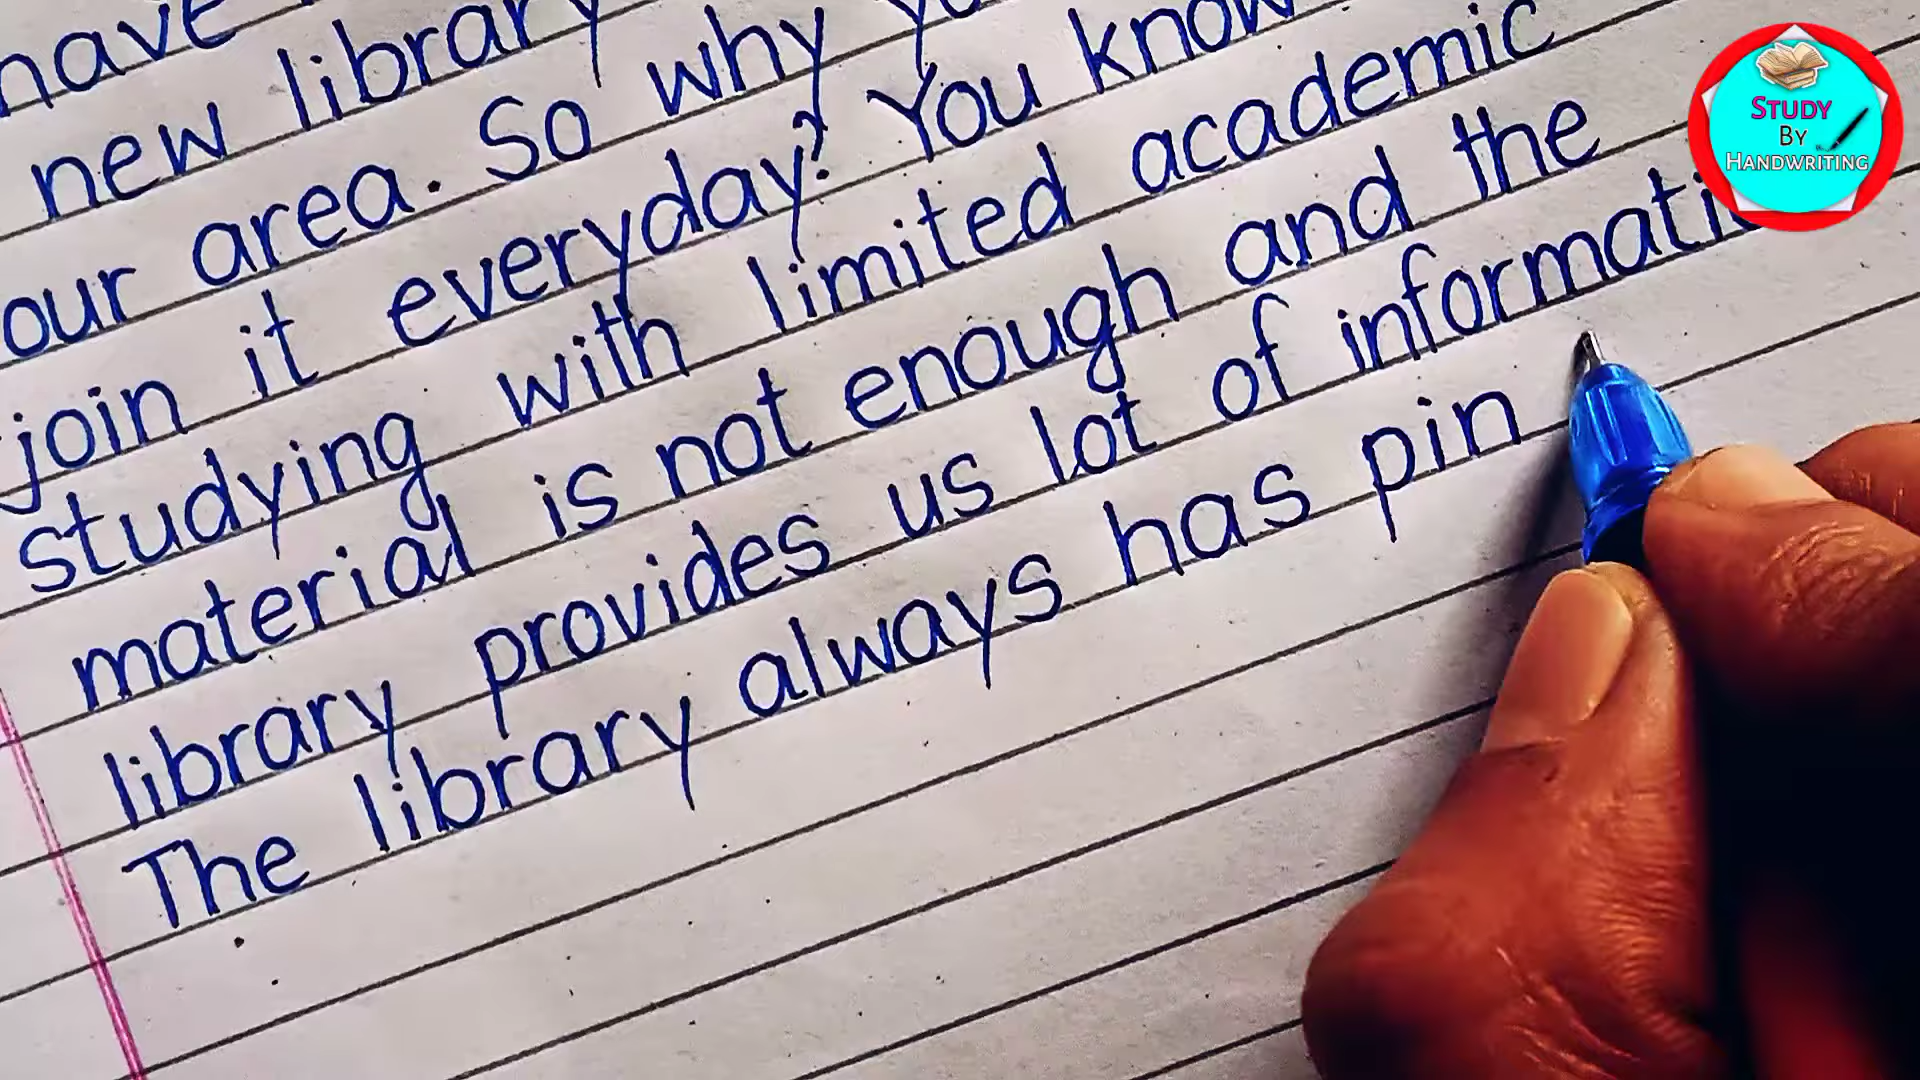 have
new library
our area. So why
join it everyday? You know
studying with limited academic
material is not enough and the
library provides us lot of informati
The library always has pin
STUDY
BY
HANDWRITING